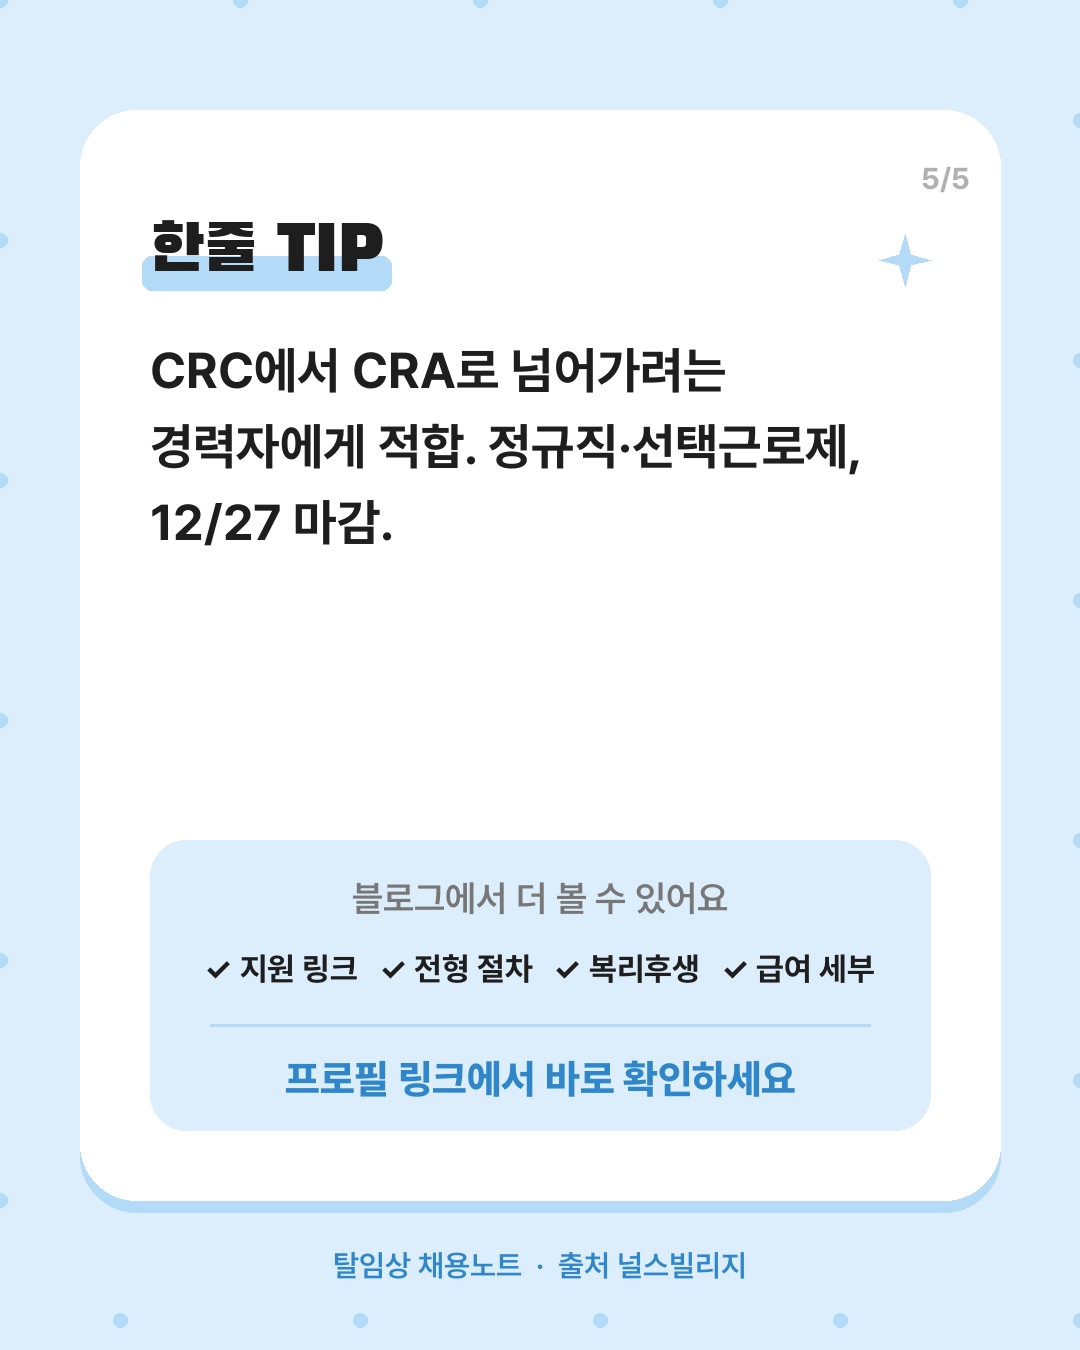 5/5
한줄 TIP
CRC에서 CRA로 넘어가려는
경력자에게 적합. 정규직·선택근로제,
12/27 마감.
블로그에서 더 볼 수 있어요
✓ 지원 링크 ✓ 전형 절차 ✓ 복리후생 ✓ 급여 세부
프로필 링크에서 바로 확인하세요
탈임상 채용노트 · 출처 널스빌리지